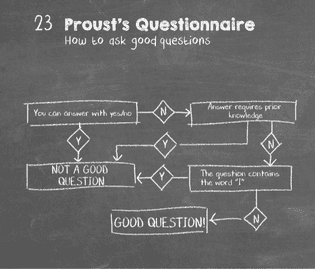 23 Proust's Questionnaire
How to ask good questions
You can answer with yes/no
N
Answer requires prior
knowledge
Y
Y
N
NOT A GOOD
QUESTION
Y
The question contains
the word "I"
GOOD QUESTION!
N